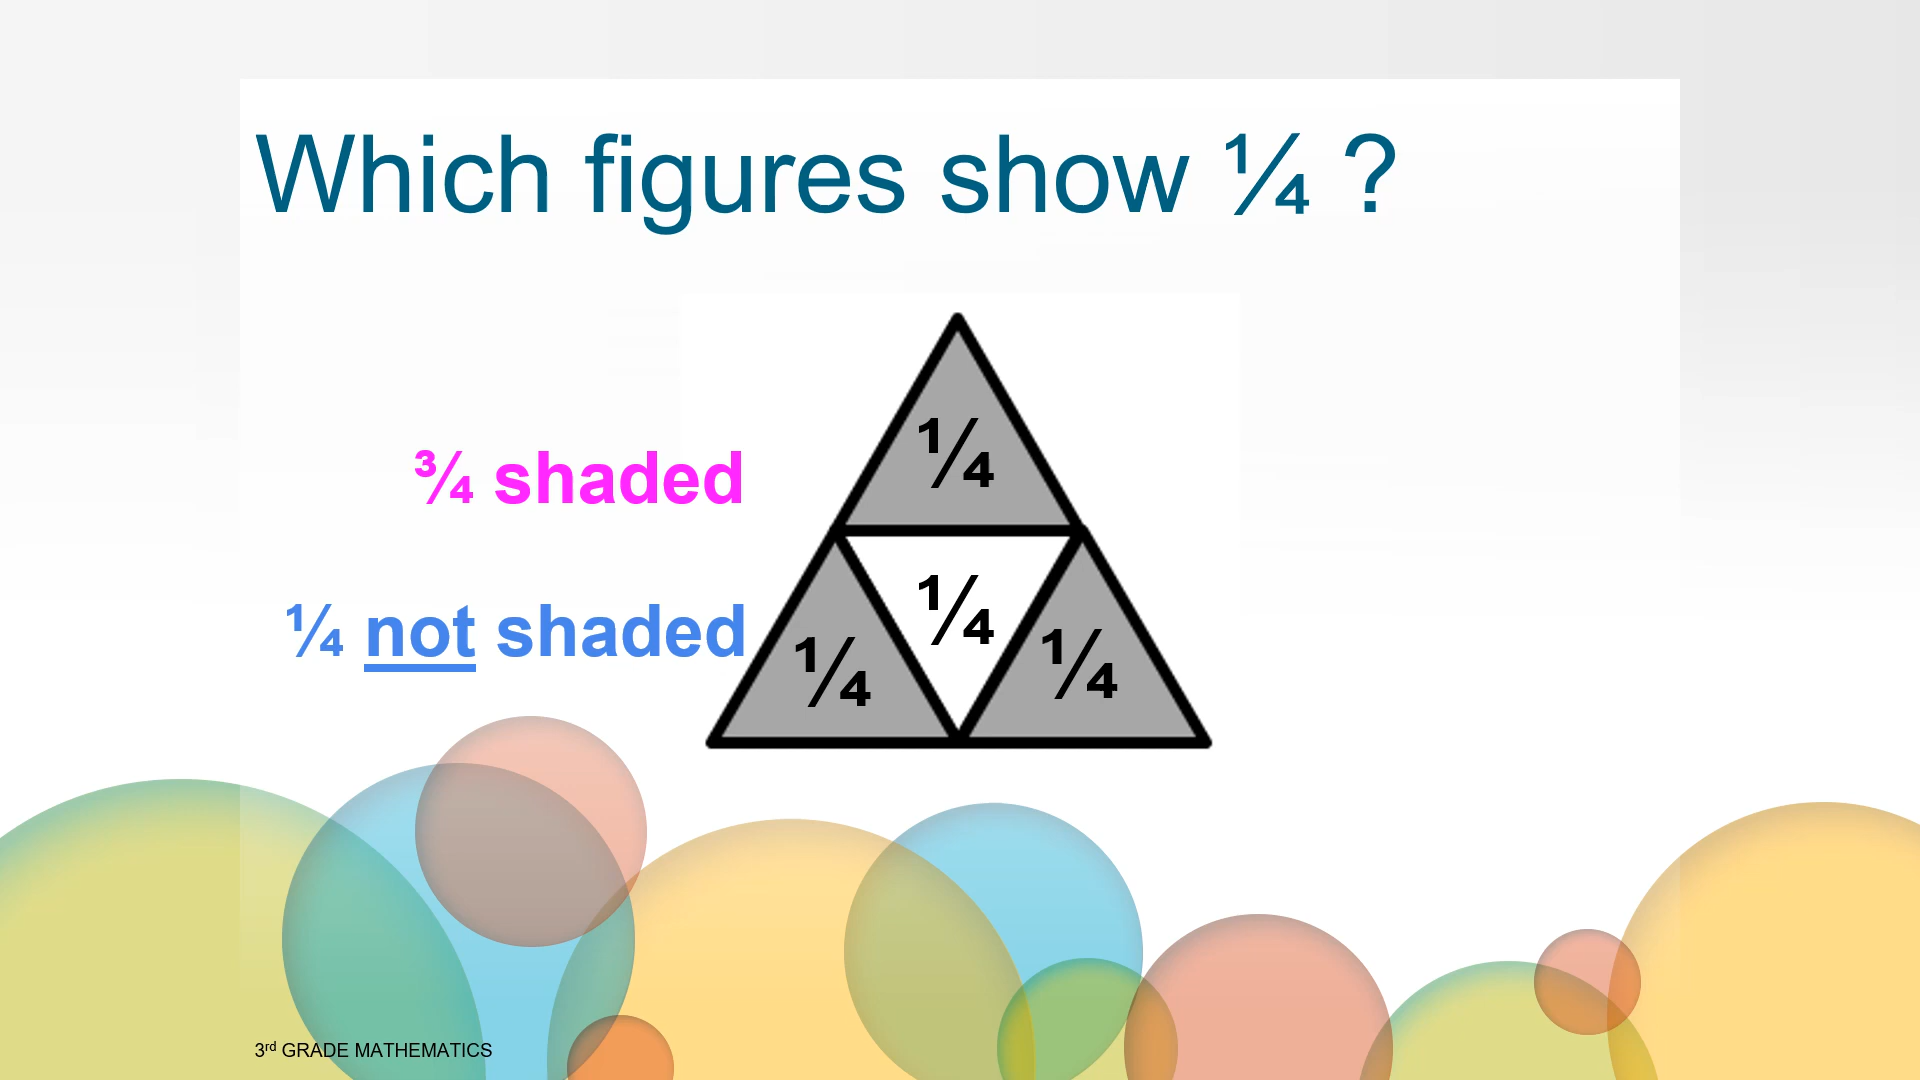 Which figures show ¼ ?
¼
¾ shaded
¼
¼ not shaded
¼
¼
3rd GRADE MATHEMATICS